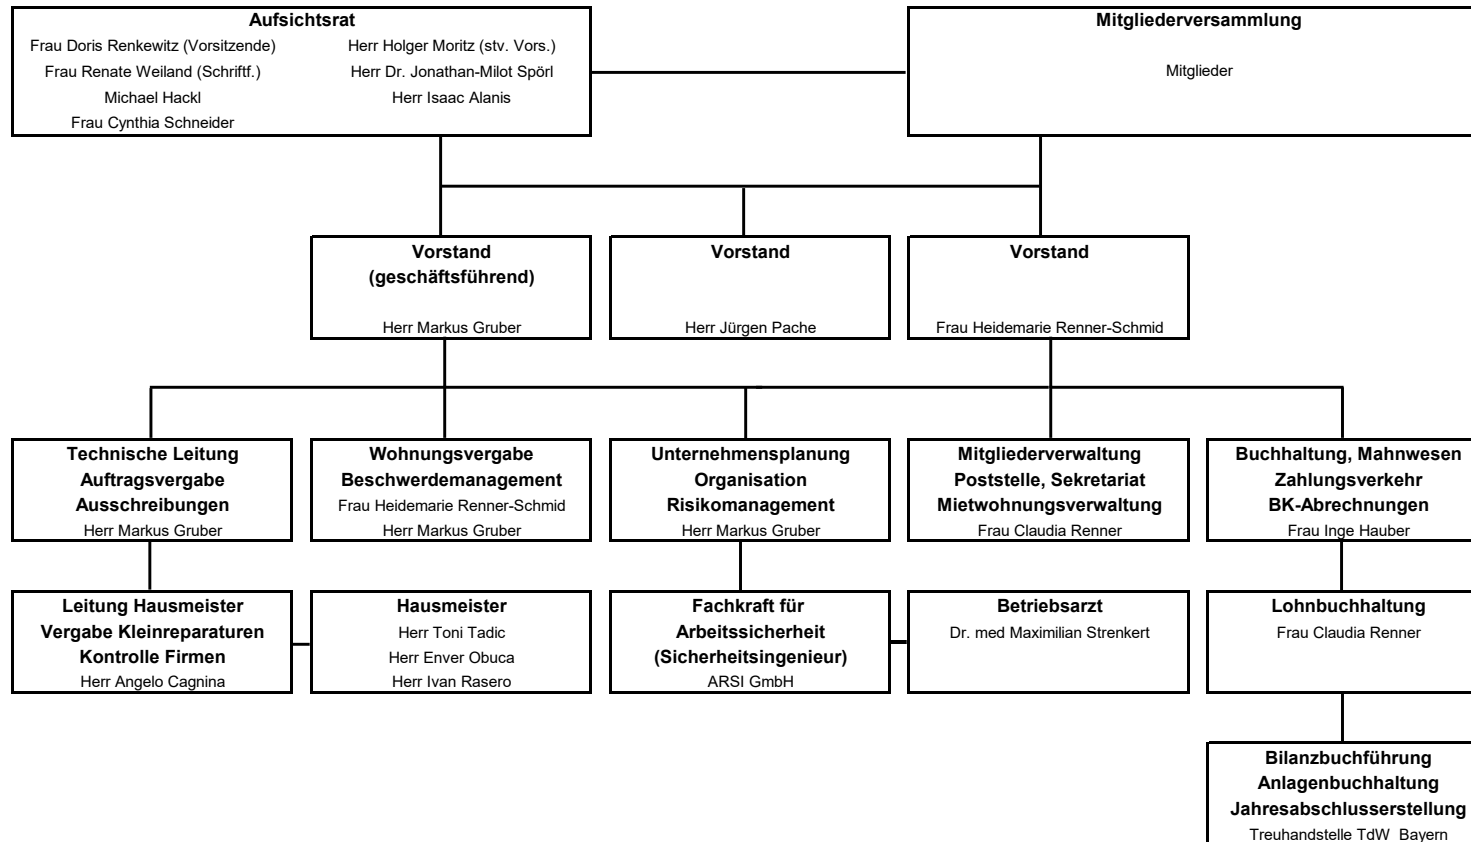 Aufsichtsrat
Frau Doris Renkewitz (Vorsitzende)
Herr Holger Moritz (stv. Vors.)
Frau Renate Weiland (Schriftf.)
Herr Dr. Jonathan-Milot Spörl
Michael Hackl
Herr Isaac Alanis
Frau Cynthia Schneider
Mitgliederversammlung
Mitglieder
Vorstand
(geschäftsführend)
Herr Markus Gruber
Vorstand
Herr Jürgen Pache
Vorstand
Frau Heidemarie Renner-Schmid
Technische Leitung
Auftragsvergabe
Ausschreibungen
Herr Markus Gruber
Wohnungsvergabe
Beschwerdemanagement
Frau Heidemarie Renner-Schmid
Herr Markus Gruber
Unternehmensplanung
Organisation
Risikomanagement
Herr Markus Gruber
Mitgliederverwaltung
Poststelle, Sekretariat
Mietwohnungsverwaltung
Frau Claudia Renner
Buchhaltung, Mahnwesen
Zahlungsverkehr
BK-Abrechnungen
Frau Inge Hauber
Leitung Hausmeister
Vergabe Kleinreparaturen
Kontrolle Firmen
Herr Angelo Cagnina
Hausmeister
Herr Toni Tadic
Herr Enver Obuca
Herr Ivan Rasero
Fachkraft für
Arbeitssicherheit
(Sicherheitsingenieur)
ARSI GmbH
Betriebsarzt
Dr. med Maximilian Strenkert
Lohnbuchhaltung
Frau Claudia Renner
Bilanzbuchführung
Anlagenbuchhaltung
Jahresabschlusserstellung
Treuhandstelle TdW Bayern